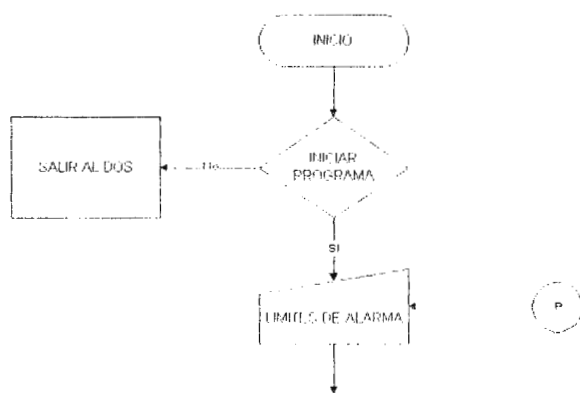 INICIO
INICIAR
PROGRAMA
SALIR AL DOS
No
SI
LIMITES DE ALARMA
P